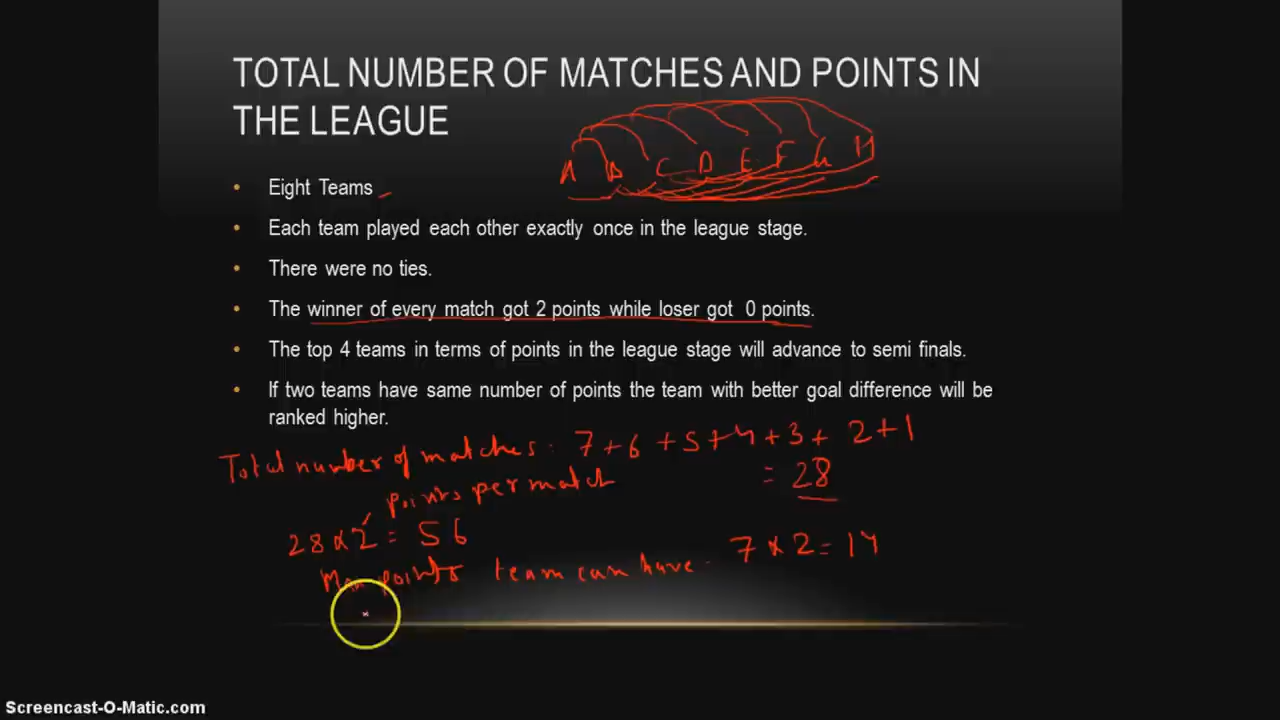 TOTAL NUMBER OF MATCHES AND POINTS IN
THE LEAGUE
A B C D E F G H
• Eight Teams
• Each team played each other exactly once in the league stage.
• There were no ties.
• The winner of every match got 2 points while loser got 0 points.
• The top 4 teams in terms of points in the league stage will advance to semi finals.
• If two teams have same number of points the team with better goal difference will be
ranked higher.
Total number of matches: 7 + 6 + 5 + 4 + 3 + 2 + 1
= 28
points per match
28 × 2 = 56
Max points team can have. 7 × 2 = 14
Screencast-O-Matic.com